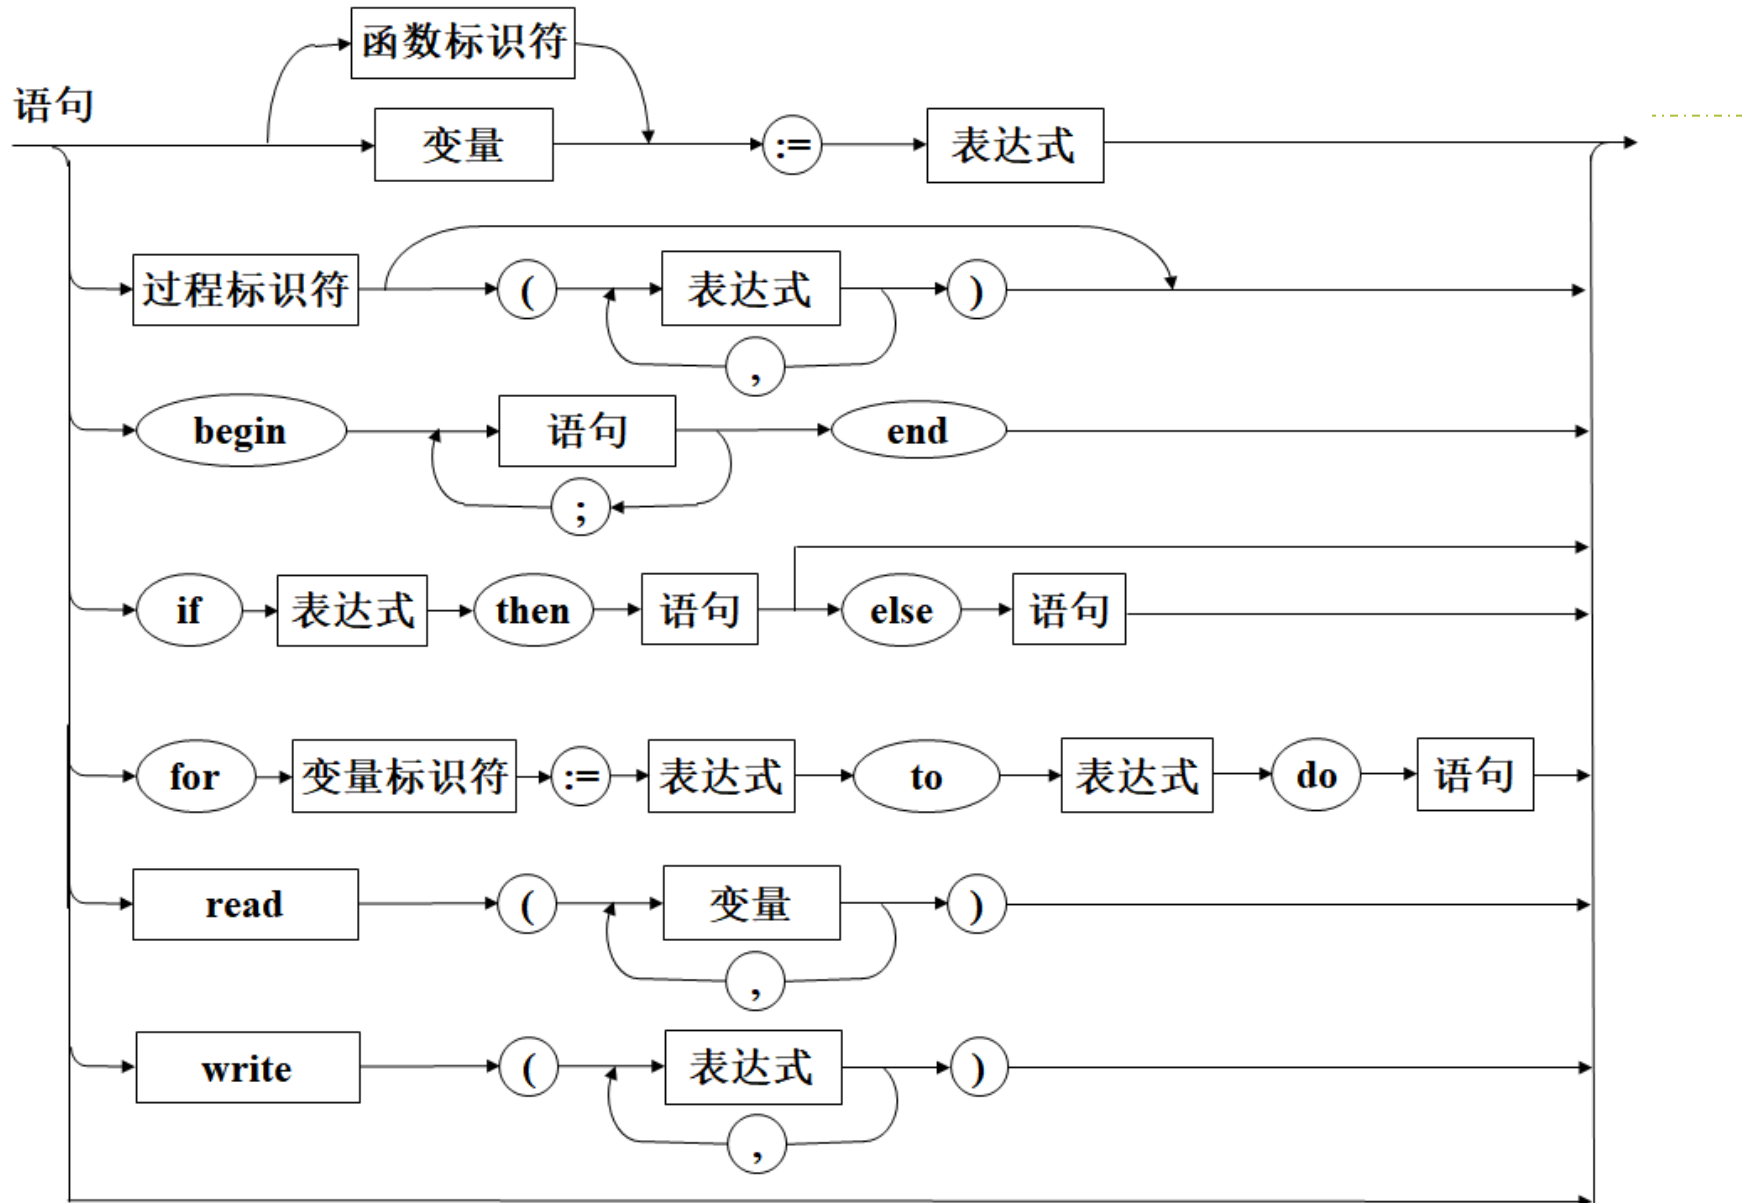 函数标识符
语句
变量 := 表达式
过程标识符 ( 表达式 )
,
begin 语句 end
;
if 表达式 then 语句 else 语句
for 变量标识符 := 表达式 to 表达式 do 语句
read ( 变量 )
,
write ( 表达式 )
,